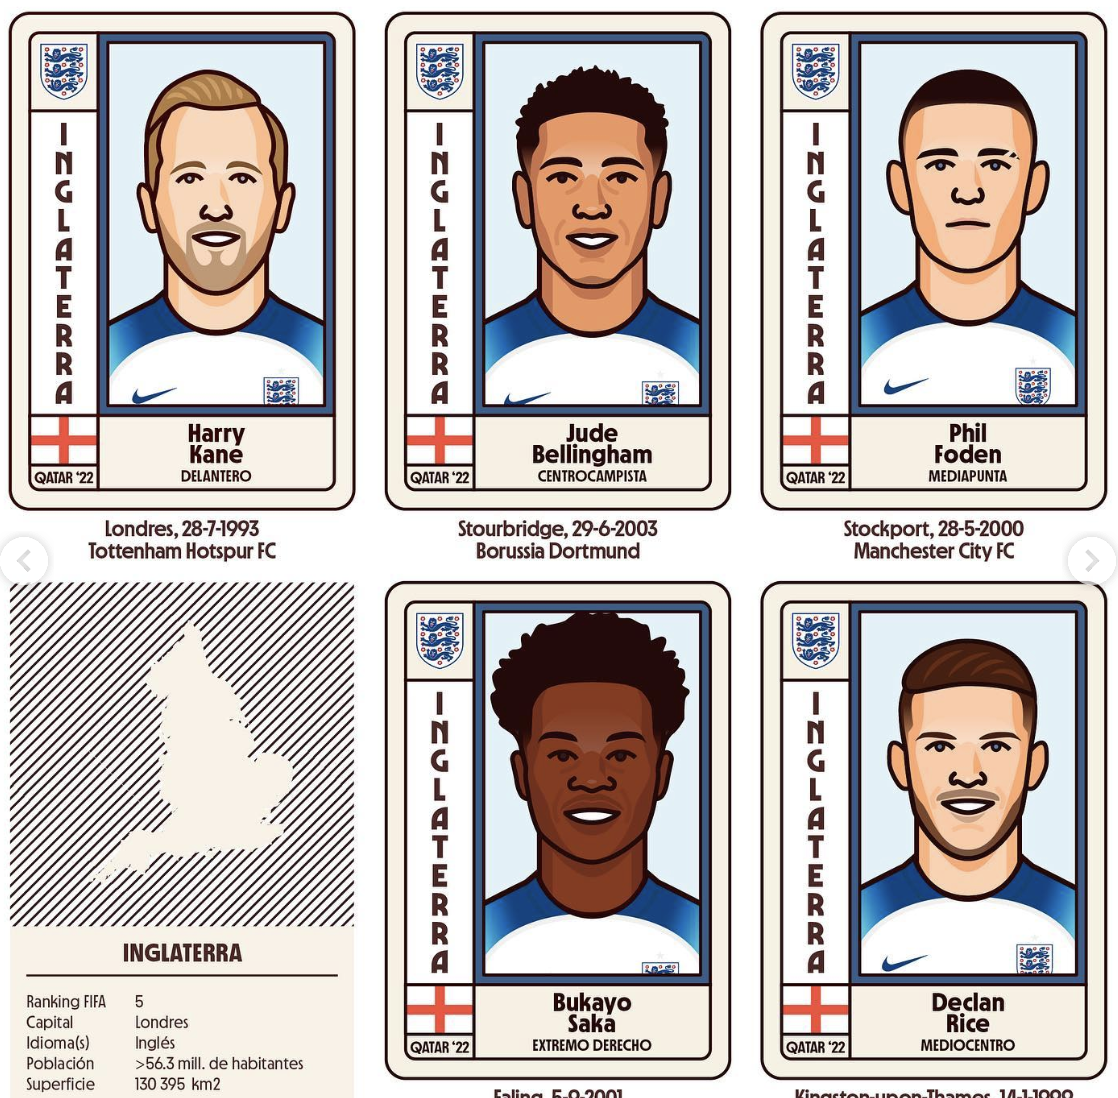 INGLATERRA
Harry
Kane
DELANTERO
QATAR ‘22
Londres, 28-7-1993
Tottenham Hotspur FC
INGLATERRA
Jude
Bellingham
CENTROCAMPISTA
QATAR ‘22
Stourbridge, 29-6-2003
Borussia Dortmund
INGLATERRA
Phil
Foden
MEDIAPUNTA
QATAR ‘22
Stockport, 28-5-2000
Manchester City FC
INGLATERRA
Ranking FIFA 5
Capital Londres
Idioma(s) Inglés
Población >56.3 mill. de habitantes
Superficie 130 395 km2
INGLATERRA
Bukayo
Saka
EXTREMO DERECHO
QATAR ‘22
Ealing, 5-9-2001
INGLATERRA
Declan
Rice
MEDIOCENTRO
QATAR ‘22
Kingston-upon-Thames, 14-1-1999